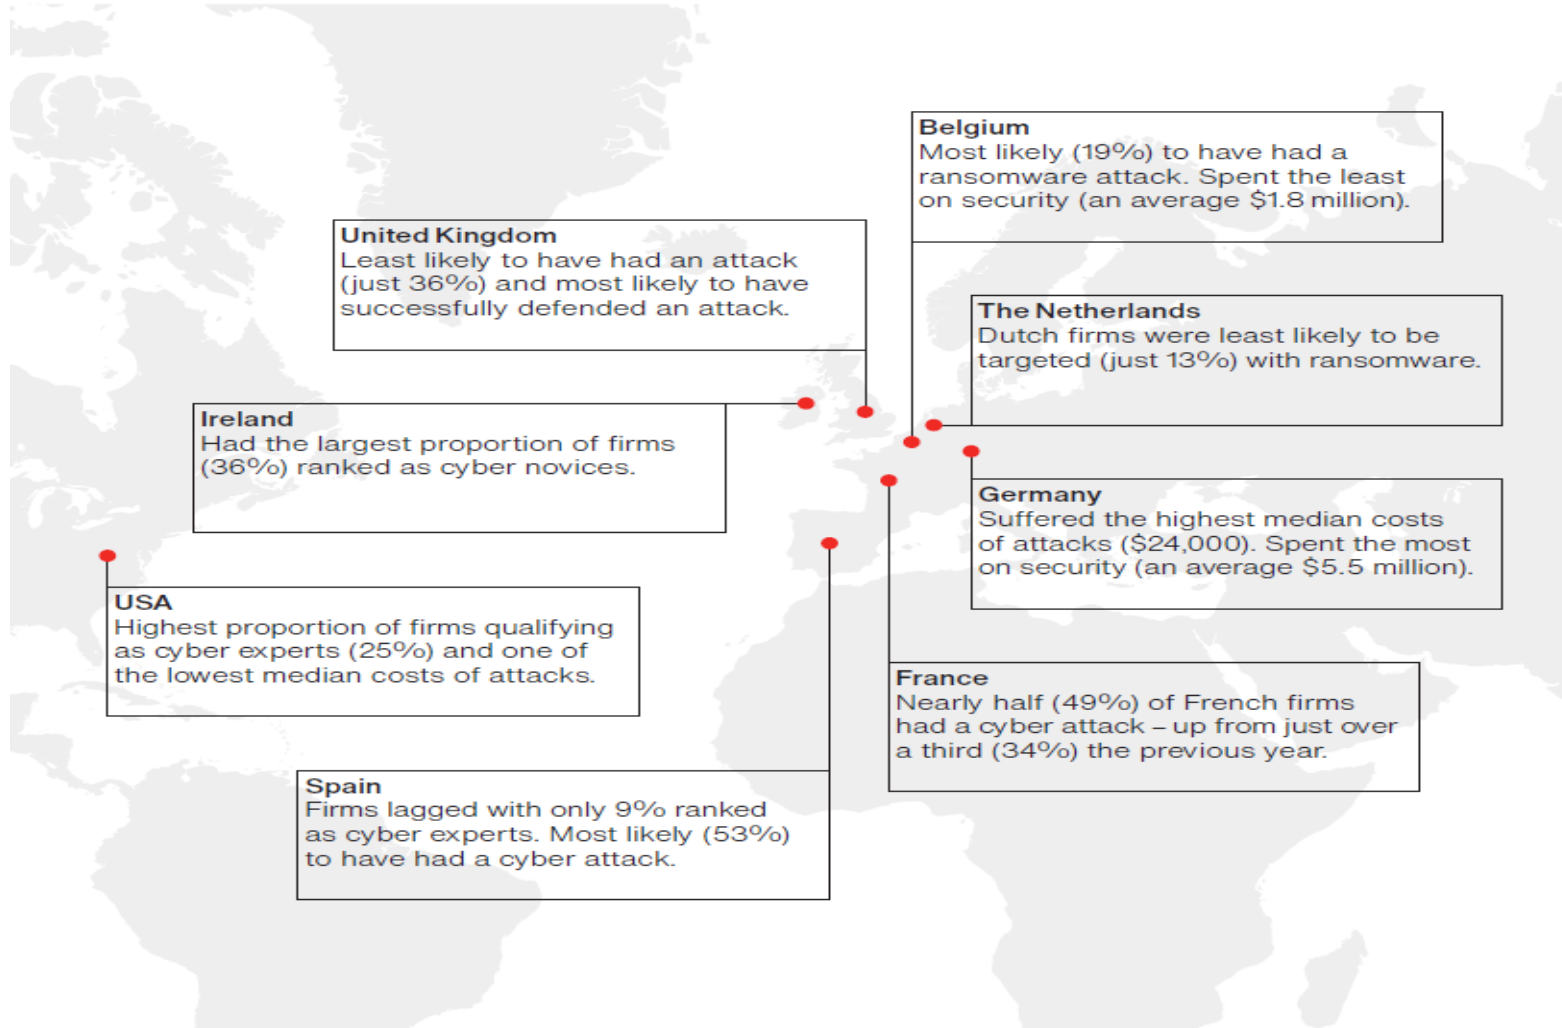 Belgium
Most likely (19%) to have had a
ransomware attack. Spent the least
on security (an average $1.8 million).
United Kingdom
Least likely to have had an attack
(just 36%) and most likely to have
successfully defended an attack.
The Netherlands
Dutch firms were least likely to be
targeted (just 13%) with ransomware.
Ireland
Had the largest proportion of firms
(36%) ranked as cyber novices.
Germany
Suffered the highest median costs
of attacks ($24,000). Spent the most
on security (an average $5.5 million).
USA
Highest proportion of firms qualifying
as cyber experts (25%) and one of
the lowest median costs of attacks.
France
Nearly half (49%) of French firms
had a cyber attack – up from just over
a third (34%) the previous year.
Spain
Firms lagged with only 9% ranked
as cyber experts. Most likely (53%)
to have had a cyber attack.